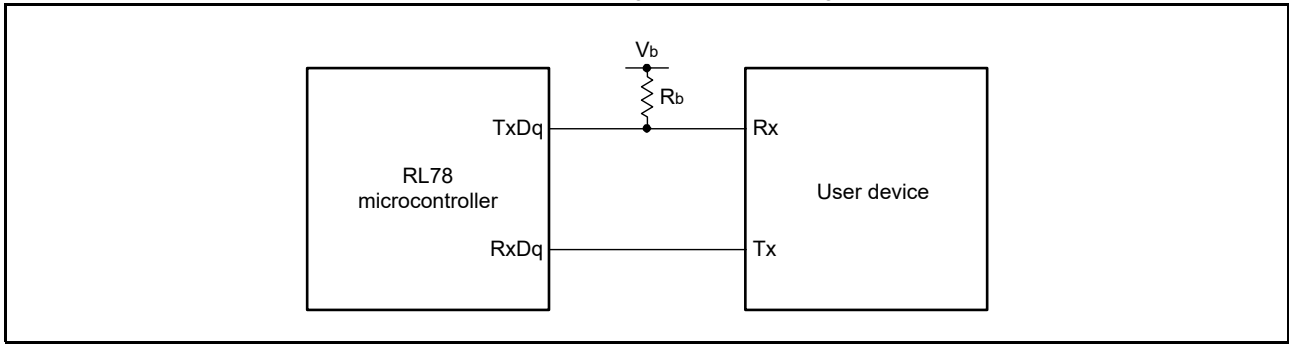 Vb
Rb
TxDq
Rx
RL78
microcontroller
User device
RxDq
Tx